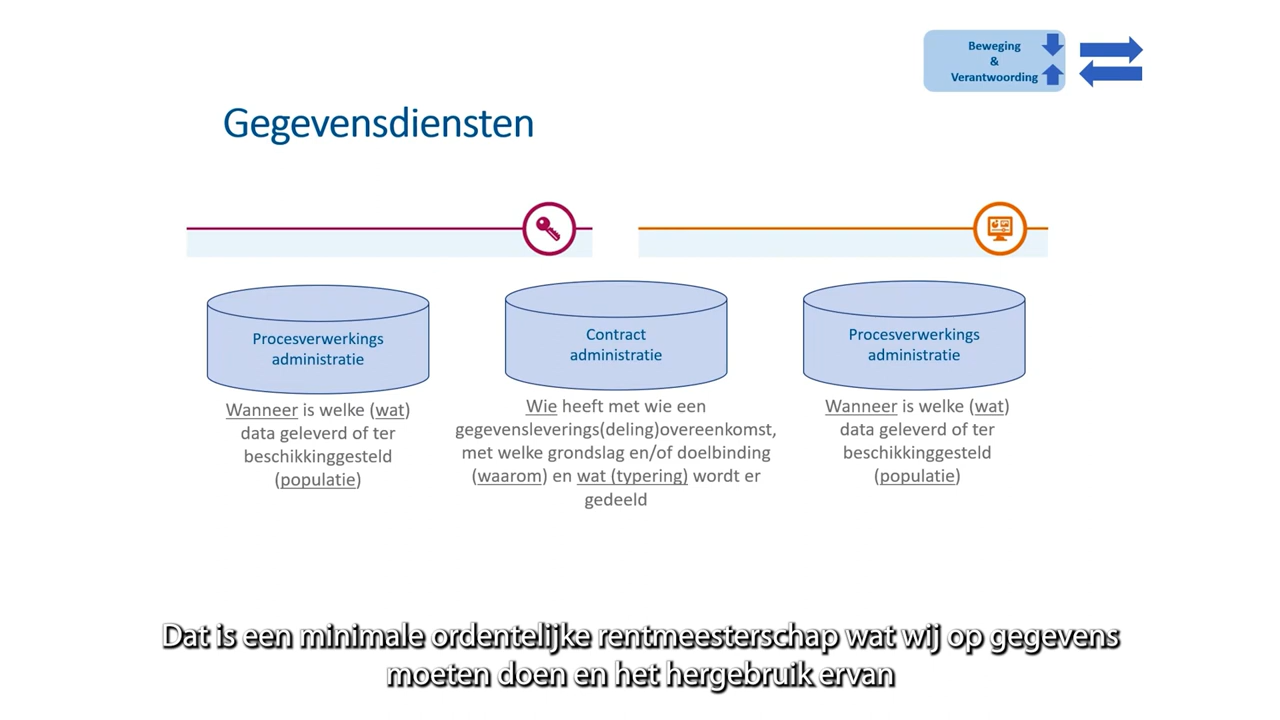 Beweging
&
Verantwoording
Gegevensdiensten
Procesverwerkings
administratie
Wanneer is welke (wat)
data geleverd of ter
beschikkinggesteld
(populatie)
Contract
administratie
Wie heeft met wie een
gegevensleverings(deling)overeenkomst,
met welke grondslag en/of doelbinding
(waarom) en wat (typering) wordt er
gedeeld
Procesverwerkings
administratie
Wanneer is welke (wat)
data geleverd of ter
beschikkinggesteld
(populatie)
Dat is een minimale ordentelijke rentmeesterschap wat wij op gegevens
moeten doen en het hergebruik ervan